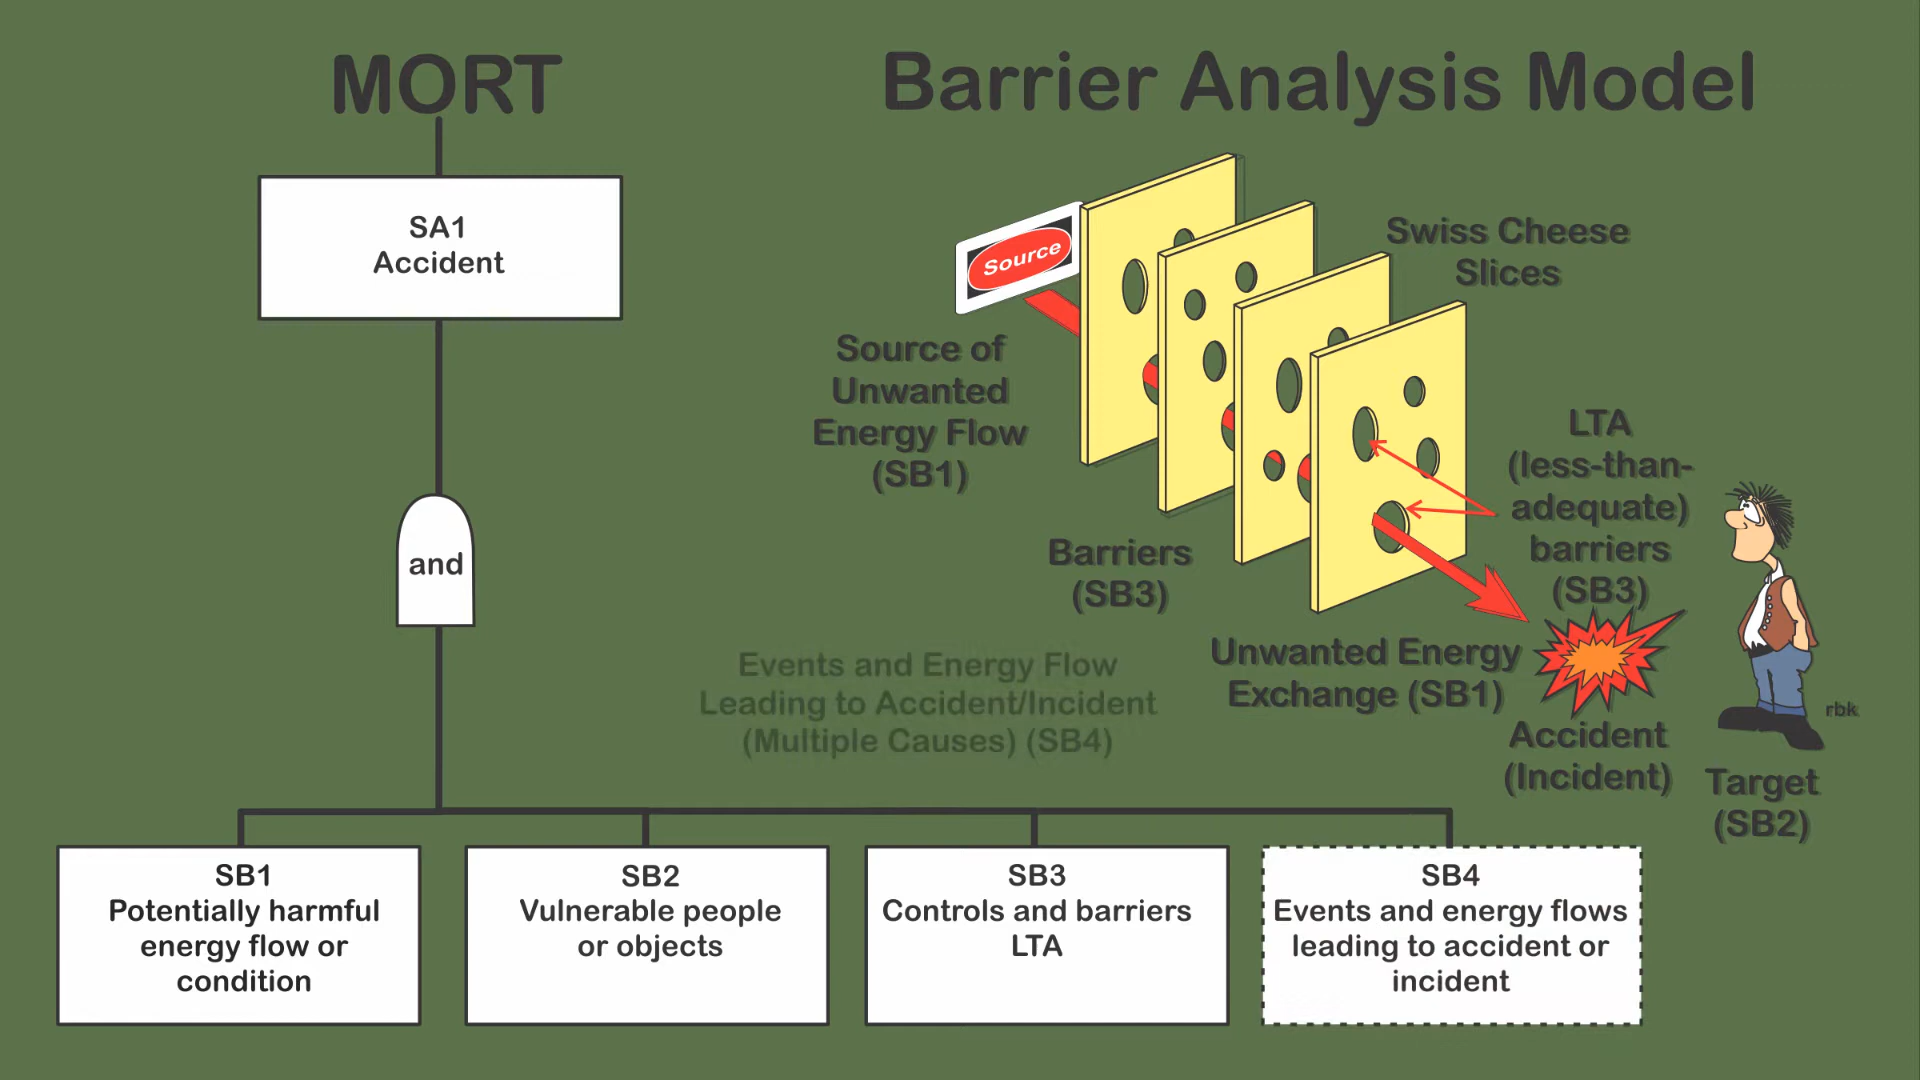 MORT
Barrier Analysis Model
SA1
Accident
and
Source
Swiss Cheese
Slices
Source of
Unwanted
Energy Flow
(SB1)
LTA
(less-than-
adequate)
barriers
(SB3)
Barriers
(SB3)
Unwanted Energy
Exchange (SB1)
Events and Energy Flow
Leading to Accident/Incident
(Multiple Causes) (SB4)
rbk
Accident
(Incident)
Target
(SB2)
SB1
Potentially harmful
energy flow or
condition
SB2
Vulnerable people
or objects
SB3
Controls and barriers
LTA
SB4
Events and energy flows
leading to accident or
incident